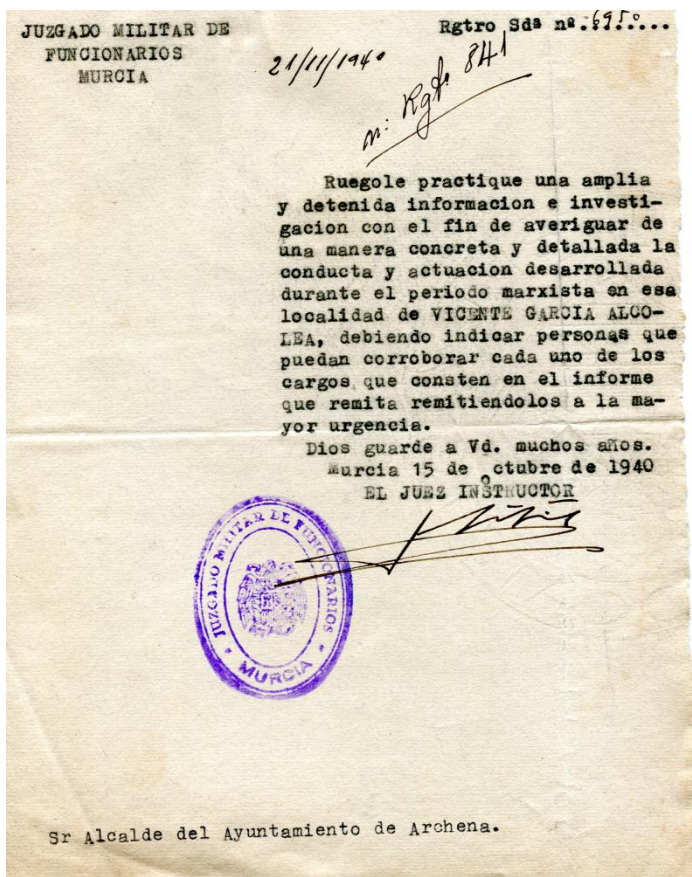 JUZGADO MILITAR DE
FUNCIONARIOS
MURCIA
Rgtro Sdª nº.6950....
21/11/1940
n: Rgtº 841
Ruegole practique una amplia
y detenida informacion e investi-
gacion con el fin de averiguar de
una manera concreta y detallada la
conducta y actuacion desarrollada
durante el periodo marxista en esa
localidad de VICENTE GARCIA ALCO-
LEA, debiendo indicar personas que
puedan corroborar cada uno de los
cargos que consten en el informe
que remita remitiendolos a la ma-
yor urgencia.
Dios guarde a Vd. muchos años.
Murcia 15 de octubre de 1940
EL JUEZ INSTRUCTOR
JUZGADO MILITAR DE FUNCIONARIOS
* MURCIA *
Sr Alcalde del Ayuntamiento de Archena.